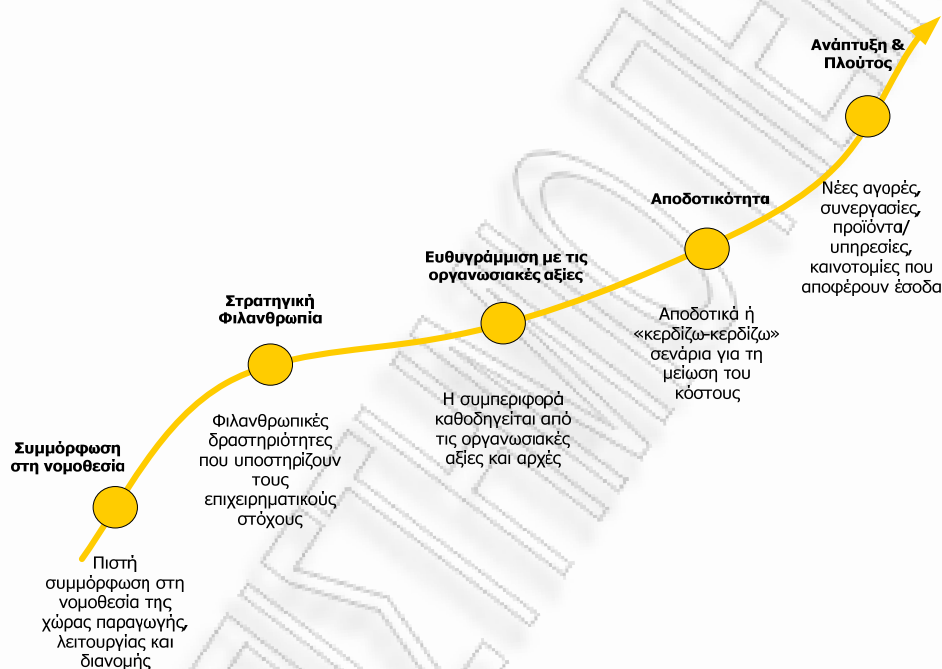 Συμμόρφωση
στη νομοθεσία
Πιστή
συμμόρφωση στη
νομοθεσία της
χώρας παραγωγής,
λειτουργίας και
διανομής
Στρατηγική
Φιλανθρωπία
Φιλανθρωπικές
δραστηριότητες
που υποστηρίζουν
τους
επιχειρηματικούς
στόχους
Ευθυγράμμιση με τις
οργανωσιακές αξίες
Η συμπεριφορά
καθοδηγείται από
τις οργανωσιακές
αξίες και αρχές
Αποδοτικότητα
Αποδοτικά ή
«κερδίζω-κερδίζω»
σενάρια για τη
μείωση του
κόστους
Ανάπτυξη &
Πλούτος
Νέες αγορές,
συνεργασίες,
προϊόντα/
υπηρεσίες,
καινοτομίες που
αποφέρουν έσοδα